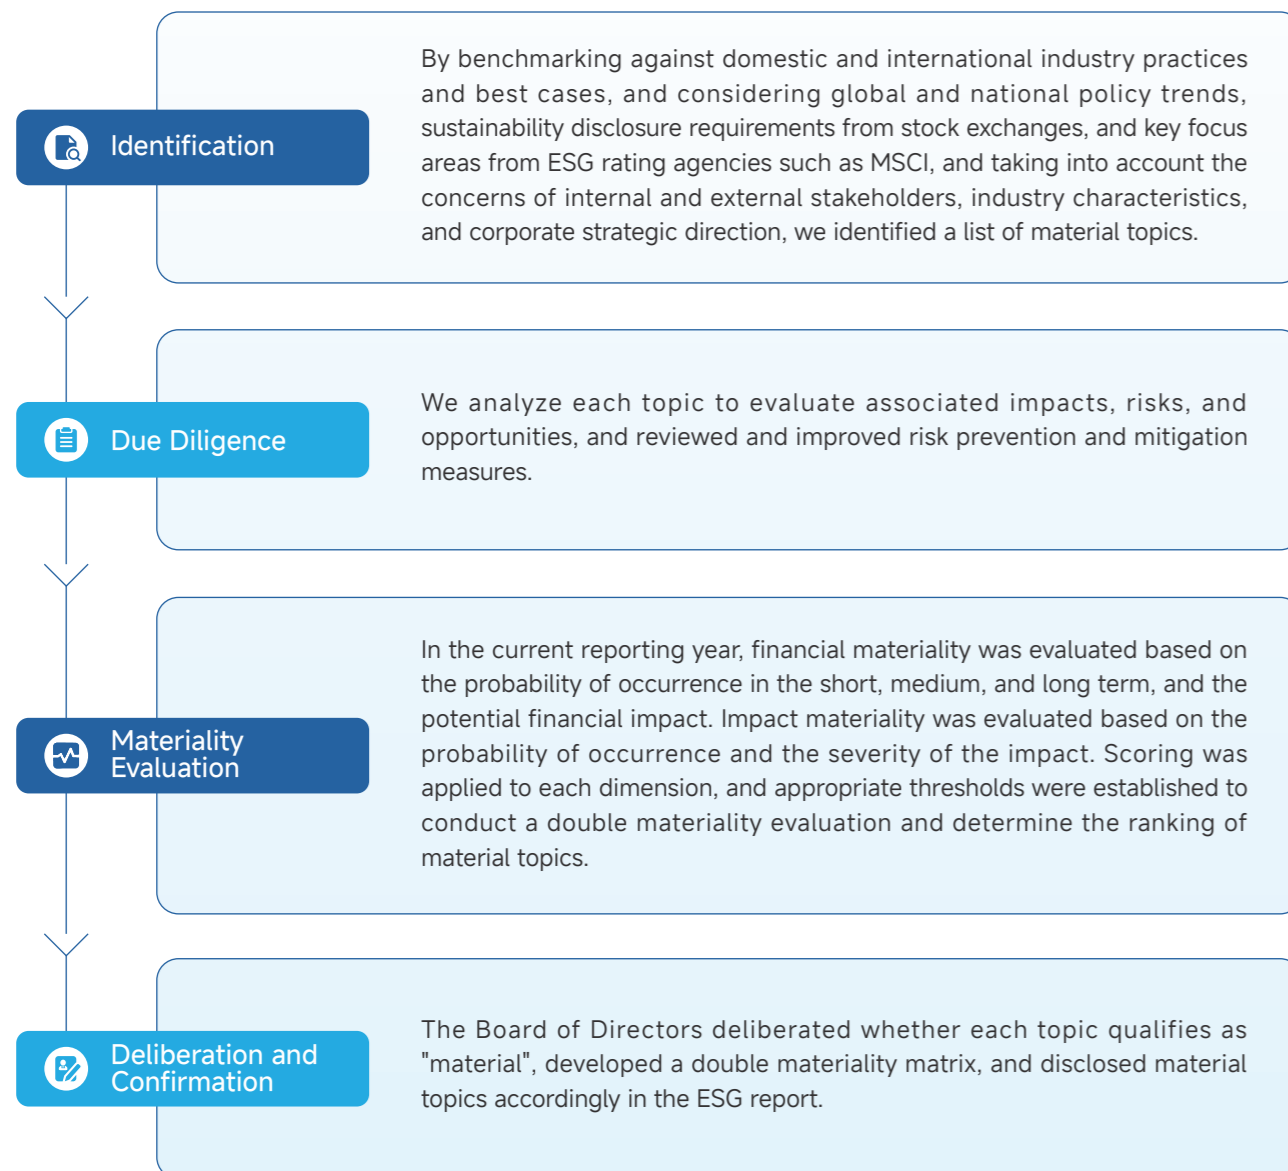 Identification
By benchmarking against domestic and international industry practices
and best cases, and considering global and national policy trends,
sustainability disclosure requirements from stock exchanges, and key focus
areas from ESG rating agencies such as MSCI, and taking into account the
concerns of internal and external stakeholders, industry characteristics,
and corporate strategic direction, we identified a list of material topics.
Due Diligence
We analyze each topic to evaluate associated impacts, risks, and
opportunities, and reviewed and improved risk prevention and mitigation
measures.
Materiality
Evaluation
In the current reporting year, financial materiality was evaluated based on
the probability of occurrence in the short, medium, and long term, and the
potential financial impact. Impact materiality was evaluated based on the
probability of occurrence and the severity of the impact. Scoring was
applied to each dimension, and appropriate thresholds were established to
conduct a double materiality evaluation and determine the ranking of
material topics.
Deliberation and
Confirmation
The Board of Directors deliberated whether each topic qualifies as
"material", developed a double materiality matrix, and disclosed material
topics accordingly in the ESG report.